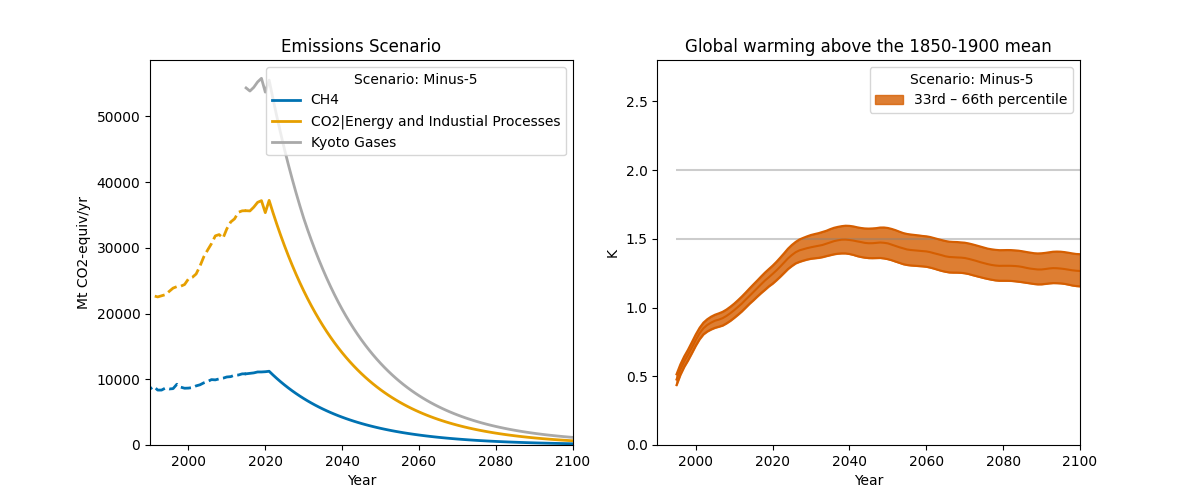 Emissions Scenario
Scenario: Minus-5
CH4
CO2|Energy and Industial Processes
Kyoto Gases
Mt CO2-equiv/yr
50000
40000
30000
20000
10000
0
2000 2020 2040 2060 2080 2100
Year
Global warming above the 1850-1900 mean
Scenario: Minus-5
33rd – 66th percentile
K
2.5
2.0
1.5
1.0
0.5
0.0
2000 2020 2040 2060 2080 2100
Year